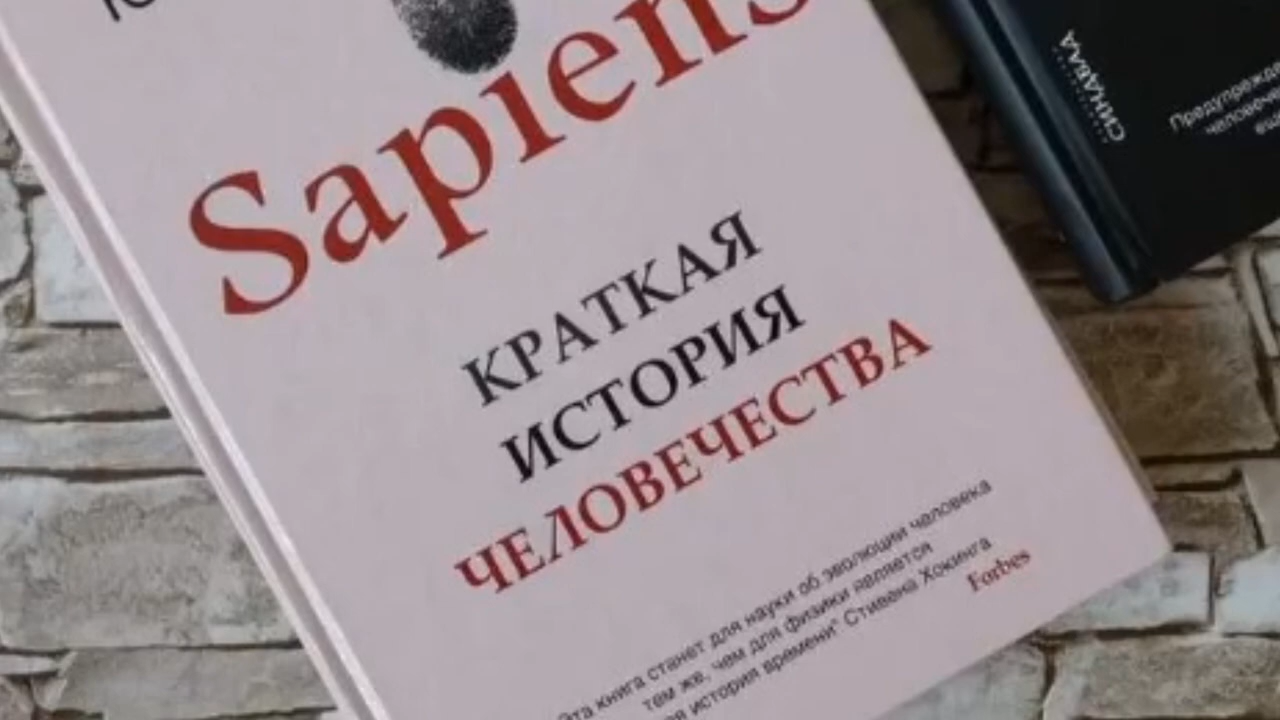 Sapiens
КРАТКАЯ
ИСТОРИЯ
ЧЕЛОВЕЧЕСТВА
Эта книга станет для науки об эволюции человека
тем же, чем для физики является
история времени" Стивена Хокинга
Forbes
СИНДБАД